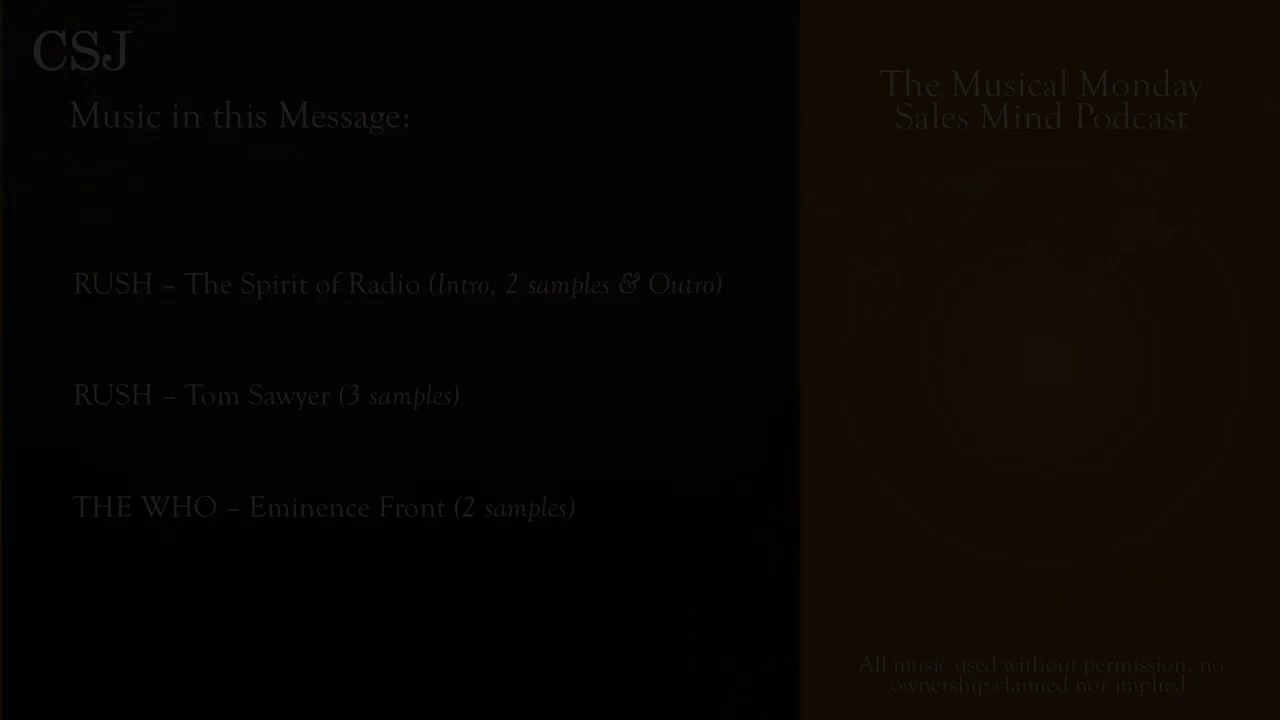 CSJ
Music in this Message:
RUSH – The Spirit of Radio (Intro, 2 samples & Outro)
RUSH – Tom Sawyer (3 samples)
THE WHO – Eminence Front (2 samples)
The Musical Monday
Sales Mind Podcast
All music used without permission, no
ownership claimed nor implied.